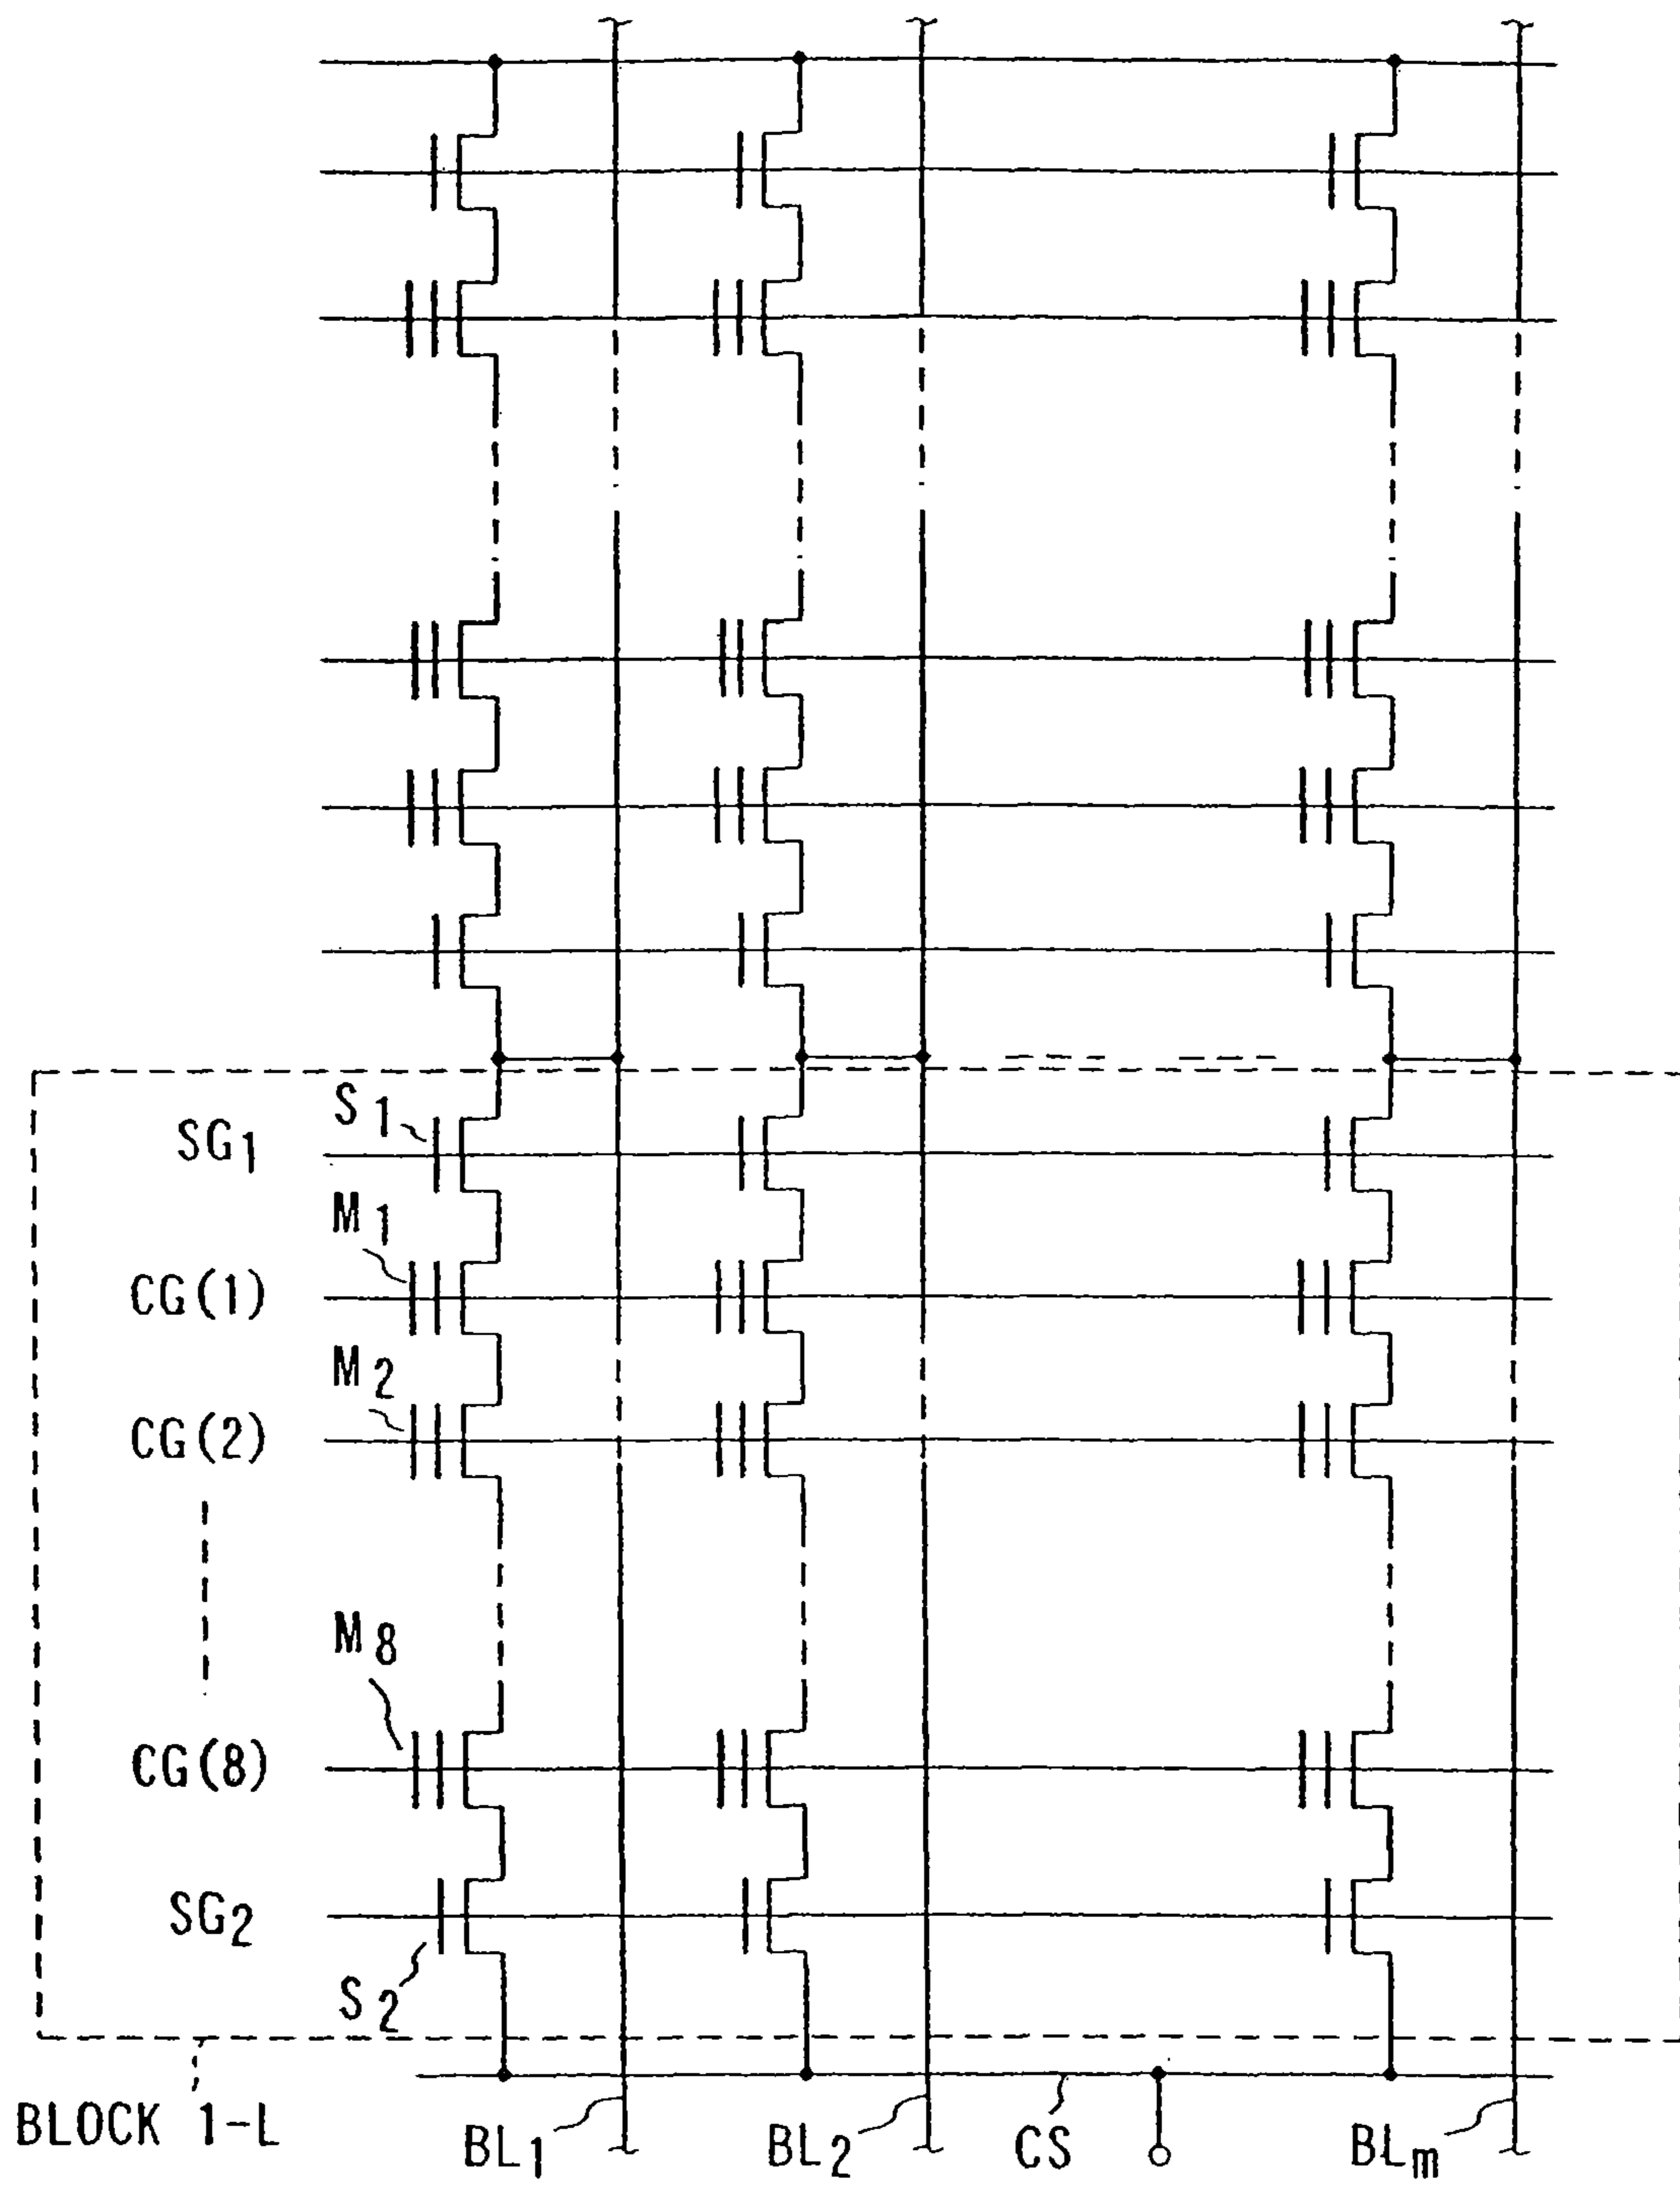 S1
SG1
M1
CG(1)
M2
CG(2)
M8
CG(8)
SG2
S2
BLOCK 1-L
BL1
BL2
CS
BLm